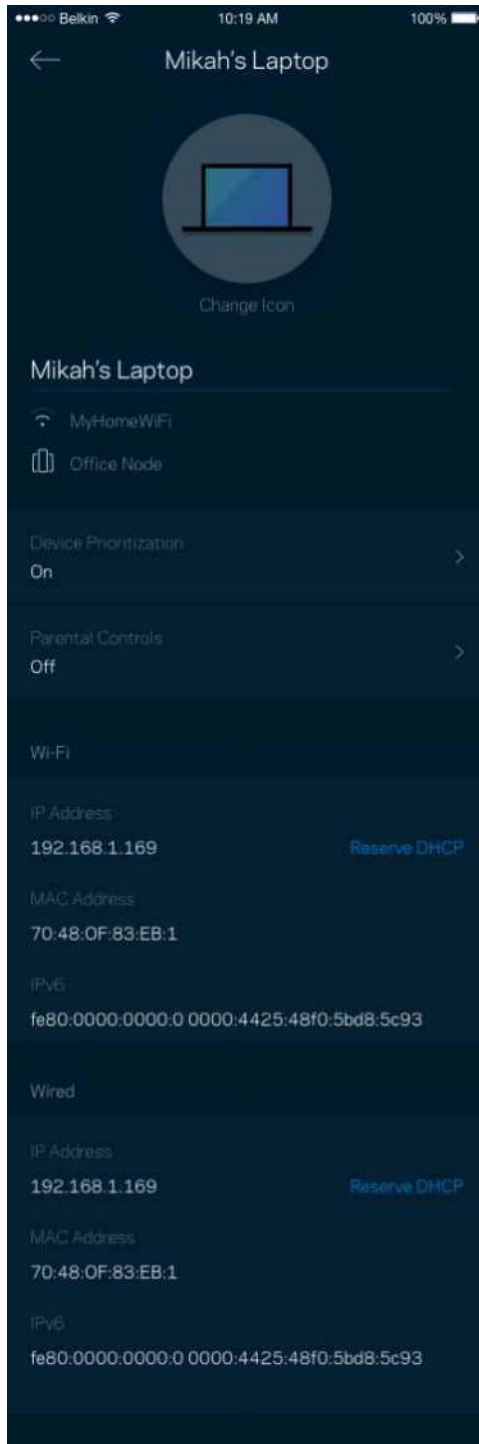 Belkin 10:19 AM 100%
Mikah's Laptop
Change Icon
Mikah's Laptop
MyHomeWiFi
Office Node
Device Prioritization
On
Parental Controls
Off
Wi-Fi
IP Address
192.168.1.169 Reserve DHCP
MAC Address
70:48:0F:83:EB:1
IPv6
fe80:0000:0000:0 0000:4425:48f0:5bd8:5c93
Wired
IP Address
192.168.1.169 Reserve DHCP
MAC Address
70:48:0F:83:EB:1
IPv6
fe80:0000:0000:0 0000:4425:48f0:5bd8:5c93